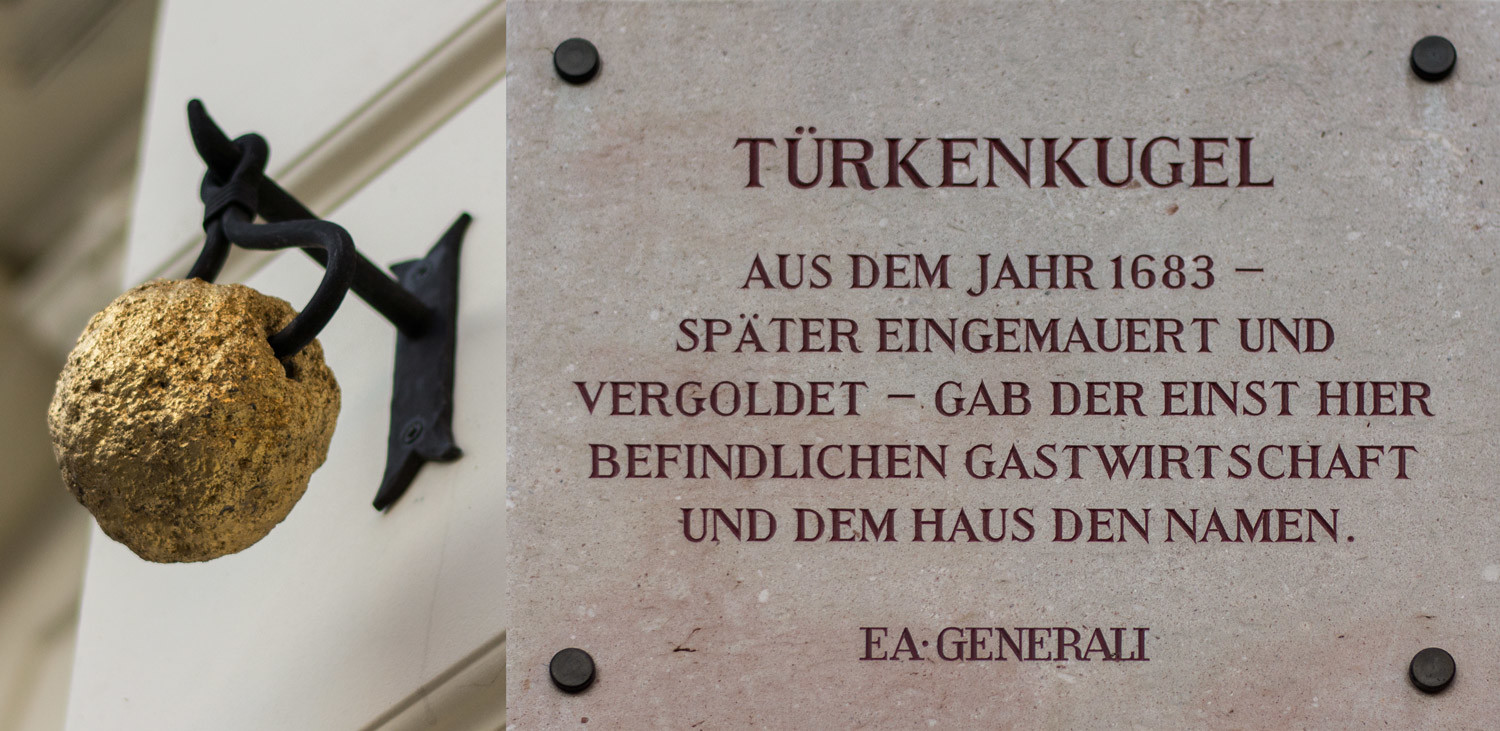 TÜRKENKUGEL
AUS DEM JAHR 1683 –
SPÄTER EINGEMAUERT UND
VERGOLDET – GAB DER EINST HIER
BEFINDLICHEN GASTWIRTSCHAFT
UND DEM HAUS DEN NAMEN.
EA·GENERALI